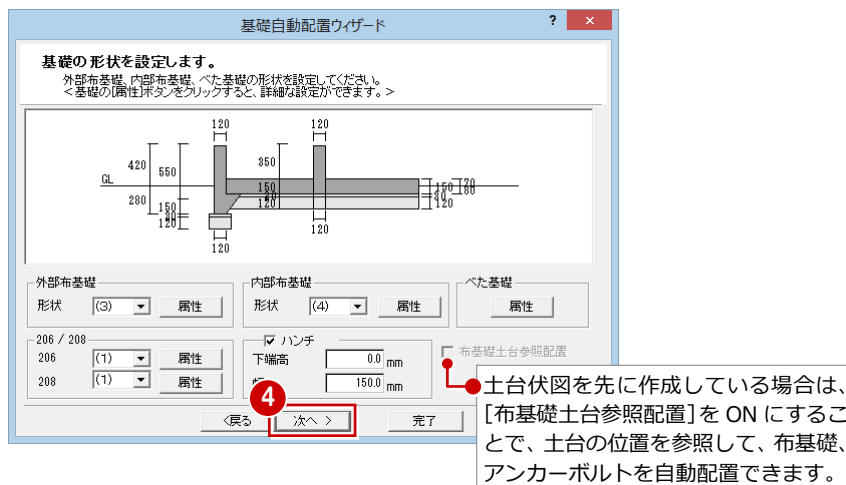 基礎自動配置ウィザード
? ×
基礎の形状を設定します。
外部布基礎、内部布基礎、べた基礎の形状を設定してください。
<基礎の[属性]ボタンをクリックすると、詳細な設定ができます。>
120 120
420 550 350
GL
150 150 70
30 80
280 150 120 120
120
120
120
外部布基礎 内部布基礎 べた基礎
形状 (3) 属性 形状 (4) 属性 属性
206 / 208 ハンチ
206 (1) 属性 下端高 0.0 mm 布基礎土台参照配置
208 (1) 属性 150.0 mm
4
<戻る 次へ > 完了
土台伏図を先に作成している場合は、
[布基礎土台参照配置]を ON にするこ
とで、土台の位置を参照して、布基礎、
アンカーボルトを自動配置できます。